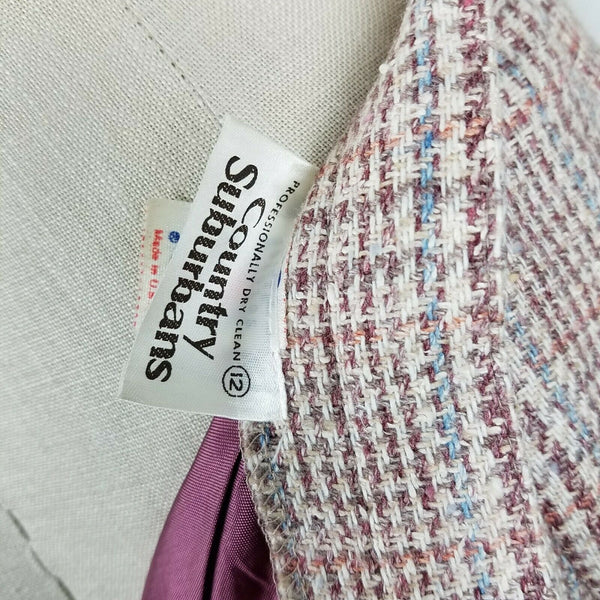 Country
Suburbans
PROFESSIONALLY DRY CLEAN 12
Made in U.S